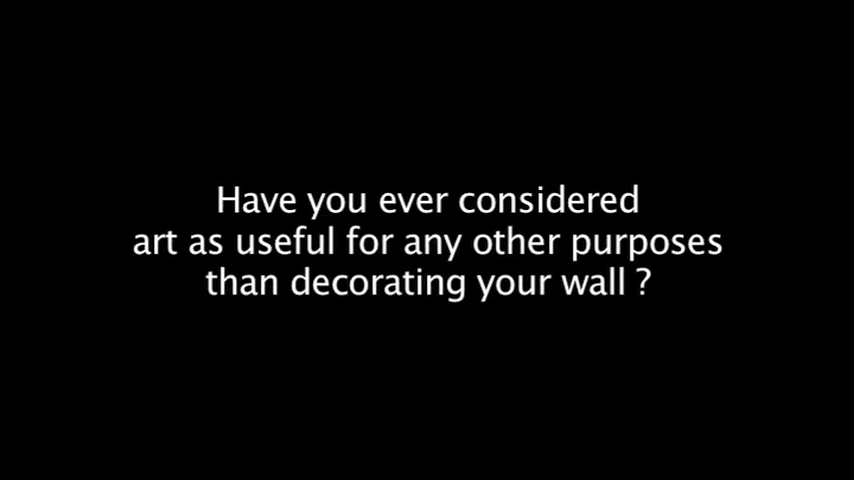 Have you ever considered
art as useful for any other purposes
than decorating your wall ?